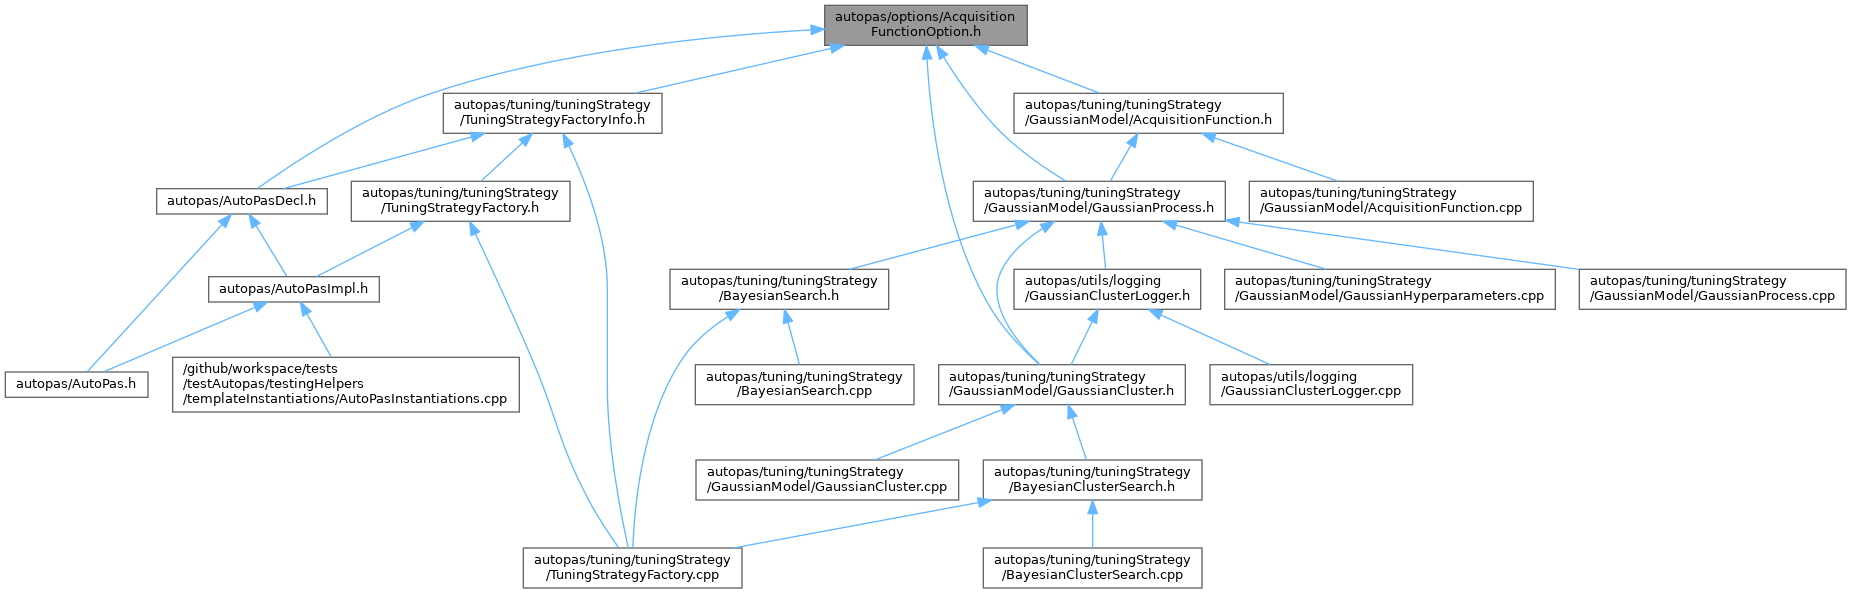 autopas/options/Acquisition
FunctionOption.h
autopas/tuning/tuningStrategy
/TuningStrategyFactoryInfo.h
autopas/tuning/tuningStrategy
/GaussianModel/AcquisitionFunction.h
autopas/AutoPasDecl.h
autopas/tuning/tuningStrategy
/TuningStrategyFactory.h
autopas/tuning/tuningStrategy
/GaussianModel/GaussianProcess.h
autopas/tuning/tuningStrategy
/GaussianModel/AcquisitionFunction.cpp
autopas/AutoPasImpl.h
autopas/tuning/tuningStrategy
/BayesianSearch.h
autopas/utils/logging
/GaussianClusterLogger.h
autopas/tuning/tuningStrategy
/GaussianModel/GaussianHyperparameters.cpp
autopas/tuning/tuningStrategy
/GaussianModel/GaussianProcess.cpp
autopas/AutoPas.h
/github/workspace/tests
/testAutopas/testingHelpers
/templateInstantiations/AutoPasInstantiations.cpp
autopas/tuning/tuningStrategy
/BayesianSearch.cpp
autopas/tuning/tuningStrategy
/GaussianModel/GaussianCluster.h
autopas/utils/logging
/GaussianClusterLogger.cpp
autopas/tuning/tuningStrategy
/GaussianModel/GaussianCluster.cpp
autopas/tuning/tuningStrategy
/BayesianClusterSearch.h
autopas/tuning/tuningStrategy
/TuningStrategyFactory.cpp
autopas/tuning/tuningStrategy
/BayesianClusterSearch.cpp